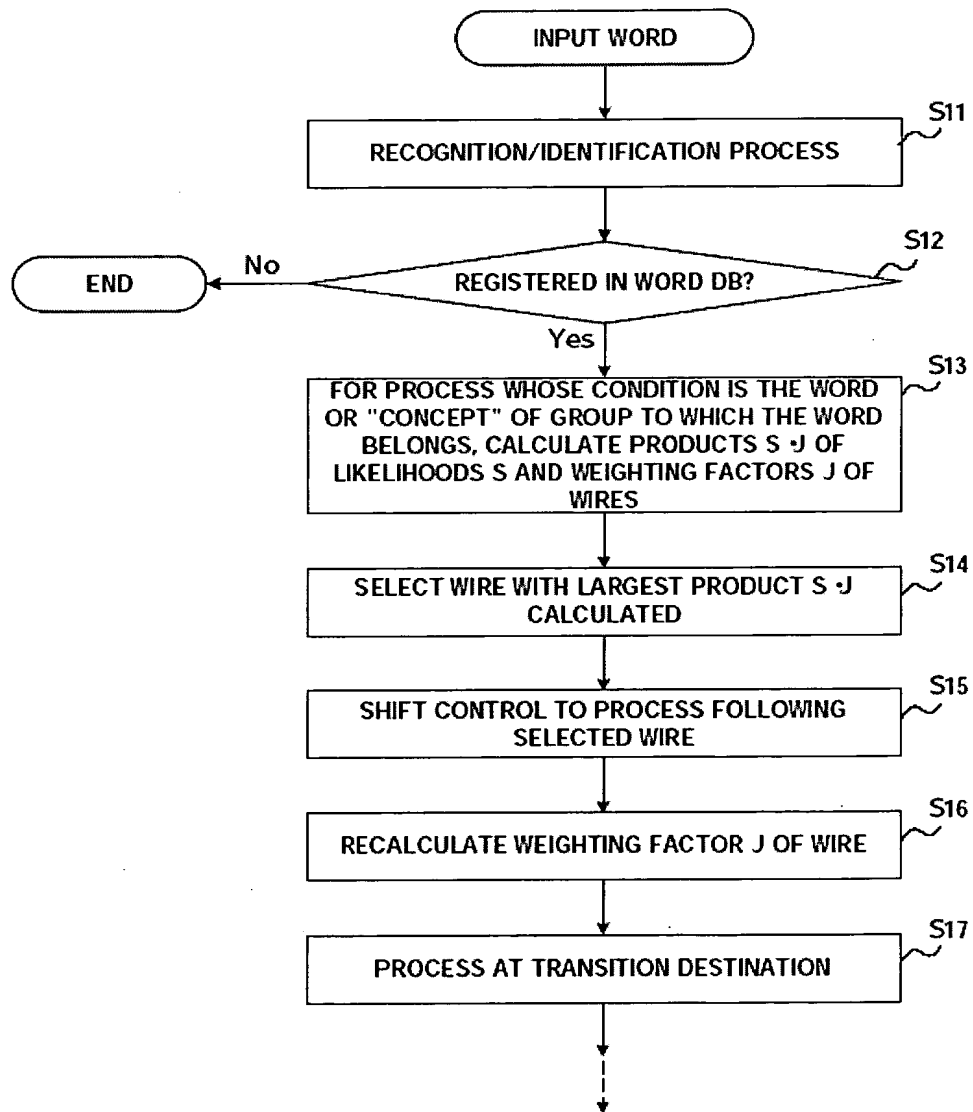 INPUT WORD
S11
RECOGNITION/IDENTIFICATION PROCESS
S12
REGISTERED IN WORD DB?
No
END
Yes
S13
FOR PROCESS WHOSE CONDITION IS THE WORD
OR "CONCEPT" OF GROUP TO WHICH THE WORD
BELONGS, CALCULATE PRODUCTS S •J OF
LIKELIHOODS S AND WEIGHTING FACTORS J OF
WIRES
S14
SELECT WIRE WITH LARGEST PRODUCT S •J
CALCULATED
S15
SHIFT CONTROL TO PROCESS FOLLOWING
SELECTED WIRE
S16
RECALCULATE WEIGHTING FACTOR J OF WIRE
S17
PROCESS AT TRANSITION DESTINATION